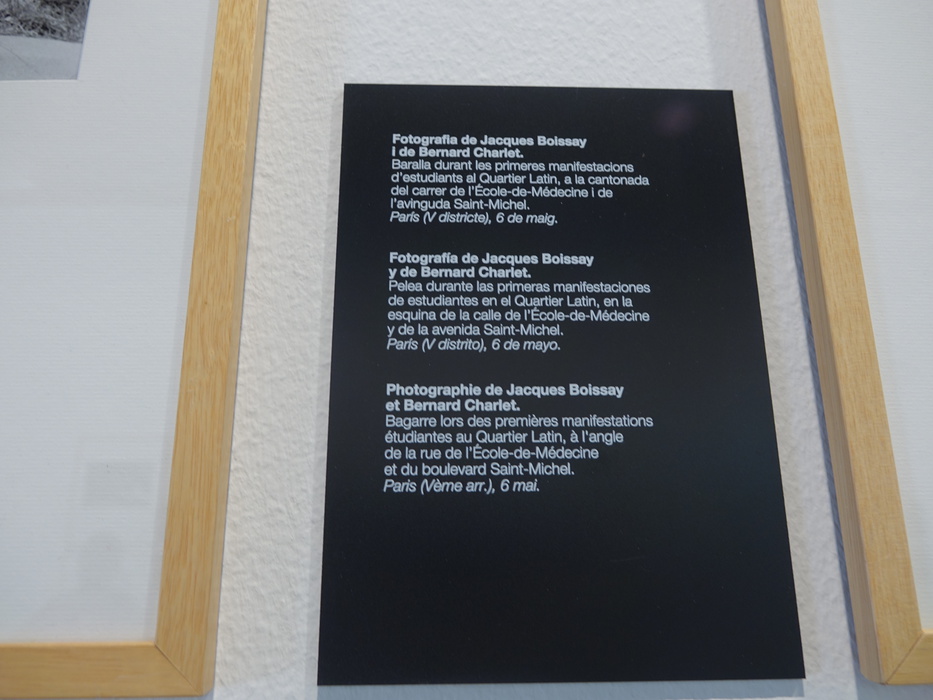 Fotografia de Jacques Boissay
i de Bernard Charlet.
Baralla durant les primeres manifestacions
d'estudiants al Quartier Latin, a la cantonada
del carrer de l'École-de-Médecine i de
l'avinguda Saint-Michel.
París (V districte), 6 de maig.
Fotografía de Jacques Boissay
y de Bernard Charlet.
Pelea durante las primeras manifestaciones
de estudiantes en el Quartier Latin, en la
esquina de la calle de l'École-de-Médecine
y de la avenida Saint-Michel.
París (V distrito), 6 de mayo.
Photographie de Jacques Boissay
et Bernard Charlet.
Bagarre lors des premières manifestations
étudiantes au Quartier Latin, à l'angle
de la rue de l'École-de-Médecine
et du boulevard Saint-Michel.
Paris (Vème arr.), 6 mai.